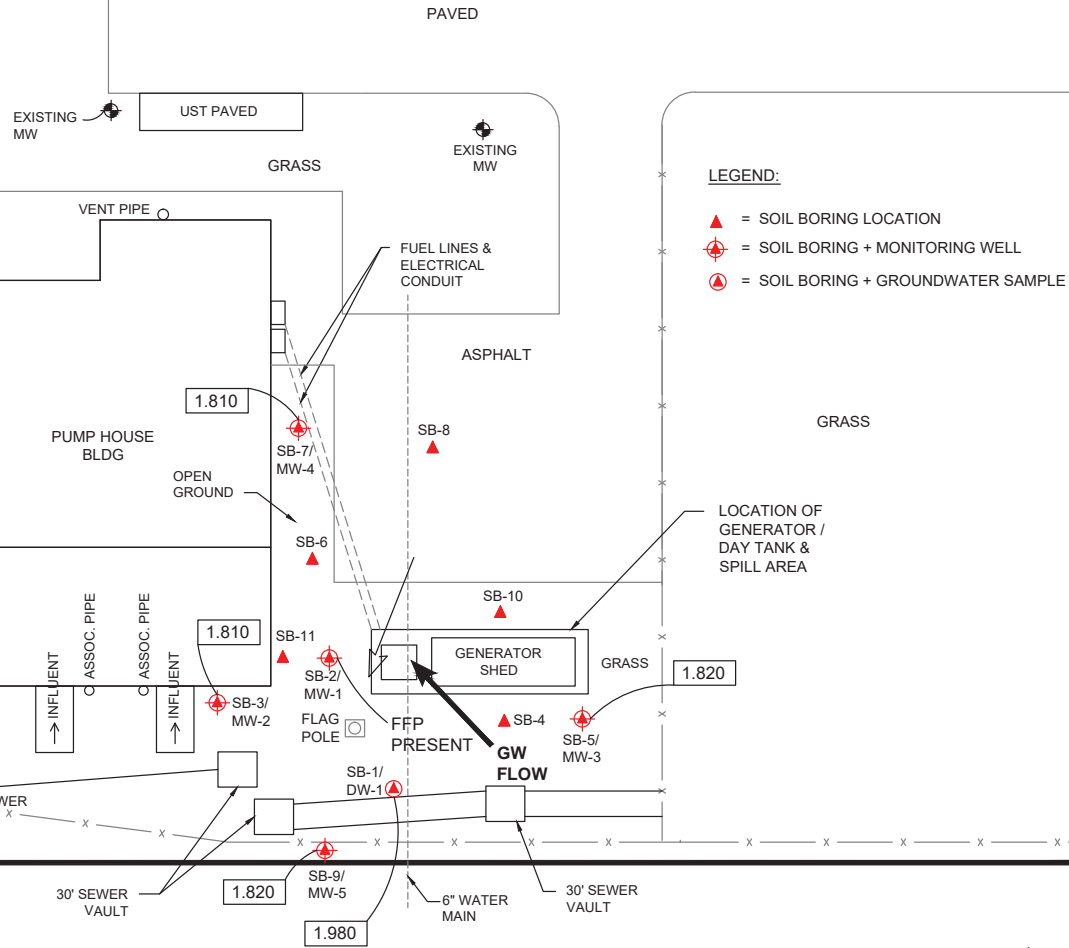 PAVED
EXISTING
MW
UST PAVED
EXISTING
MW
GRASS
LEGEND:
= SOIL BORING LOCATION
= SOIL BORING + MONITORING WELL
= SOIL BORING + GROUNDWATER SAMPLE
VENT PIPE
FUEL LINES &
ELECTRICAL
CONDUIT
ASPHALT
1.810
GRASS
PUMP HOUSE
BLDG
SB-8
SB-7/
MW-4
OPEN
GROUND
LOCATION OF
GENERATOR /
DAY TANK &
SPILL AREA
SB-6
SB-10
ASSOC. PIPE
ASSOC. PIPE
1.810
SB-11
GENERATOR
SHED
GRASS
1.820
INFLUENT
INFLUENT
SB-2/
MW-1
SB-3/
MW-2
FLAG
POLE
FFP
PRESENT
SB-4
SB-5/
MW-3
GW
FLOW
SB-1/
DW-1
WER
x x x x x x x x x x x x x x x x x x x x x
SB-9/
MW-5
30' SEWER
VAULT
1.820
6" WATER
MAIN
30' SEWER
VAULT
1.980